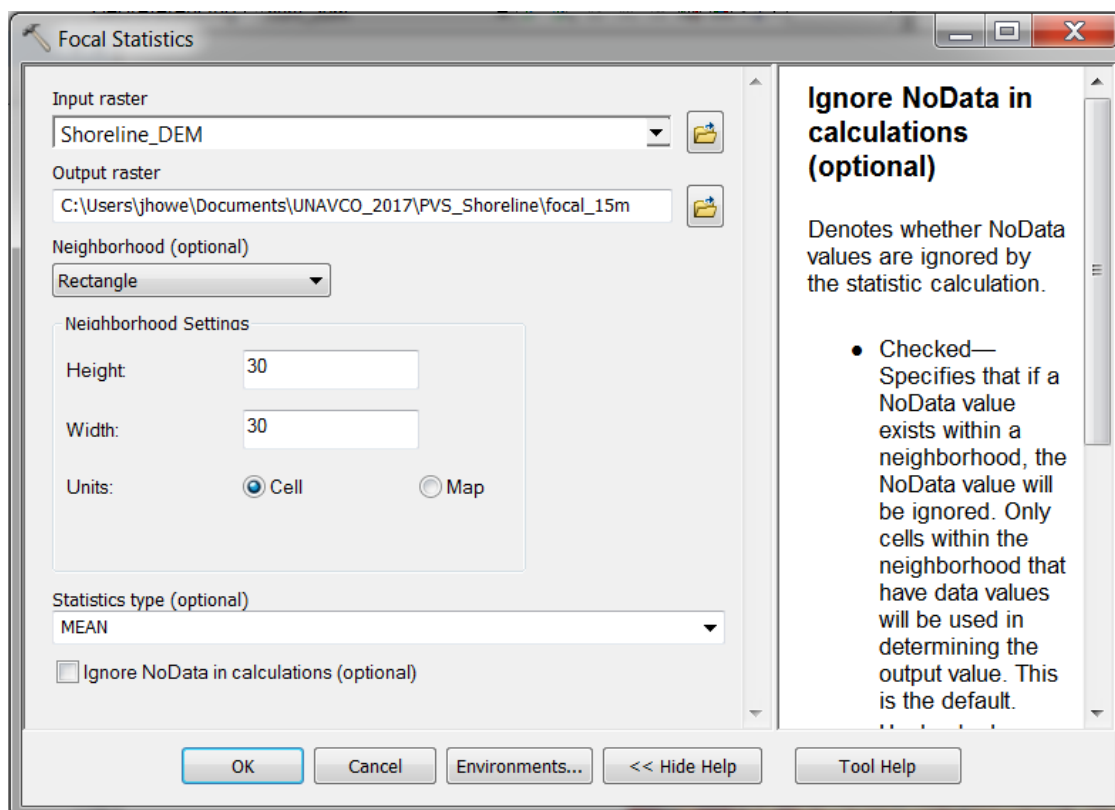 Focal Statistics
Input raster
Shoreline_DEM
Output raster
C:\Users\jhowe\Documents\UNAVCO_2017\PVS_Shoreline\focal_15m
Neighborhood (optional)
Rectangle
Neighborhood Settings
Height:
30
Width:
30
Units:
Cell
Map
Statistics type (optional)
MEAN
Ignore NoData in calculations (optional)
Ignore NoData in
calculations
(optional)
Denotes whether NoData
values are ignored by
the statistic calculation.
● Checked—
Specifies that if a
NoData value
exists within a
neighborhood, the
NoData value will
be ignored. Only
cells within the
neighborhood that
have data values
will be used in
determining the
output value. This
is the default.
OK
Cancel
Environments...
<< Hide Help
Tool Help